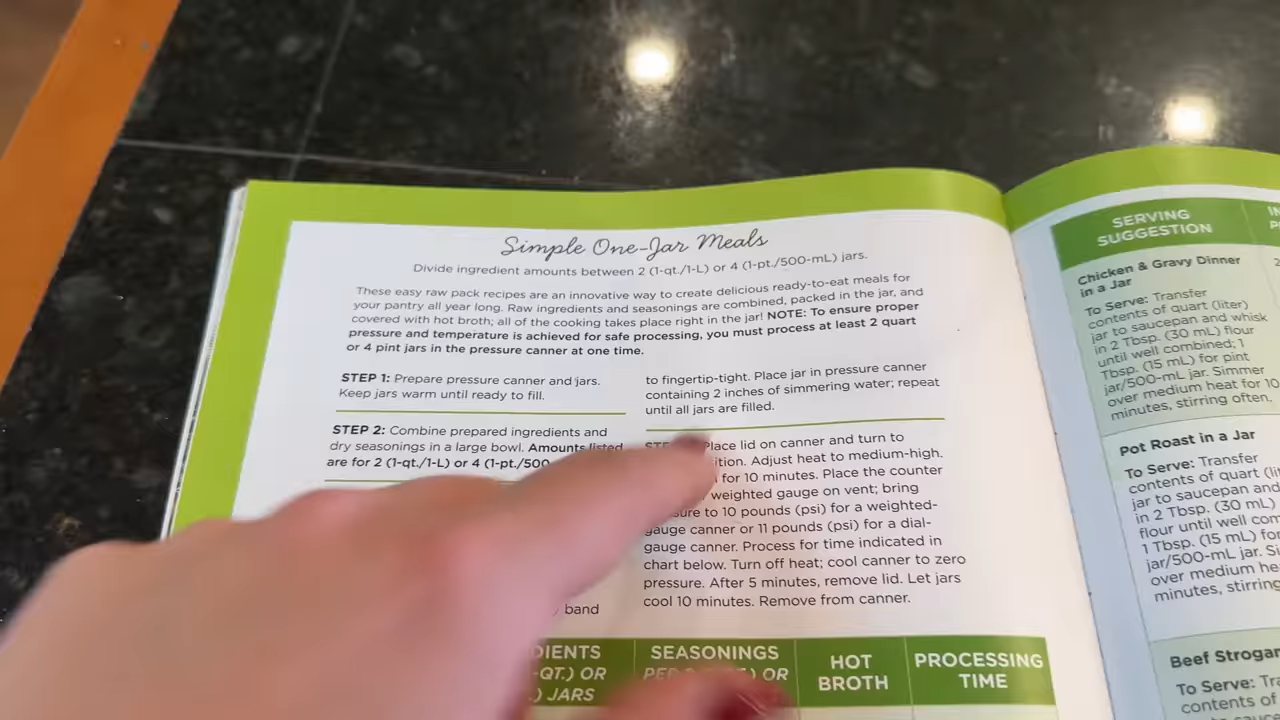 Simple One-Jar Meals
Divide ingredient amounts between 2 (1-qt./1-L) or 4 (1-pt./500-mL) jars.
These easy raw pack recipes are an innovative way to create delicious ready-to-eat meals for
your pantry all year long. Raw ingredients and seasonings are combined, packed in the jar, and
covered with hot broth; all of the cooking takes place right in the jar! NOTE: To ensure proper
pressure and temperature is achieved for safe processing, you must process at least 2 quart
or 4 pint jars in the pressure canner at one time.
STEP 1: Prepare pressure canner and jars.
Keep jars warm until ready to fill.
STEP 2: Combine prepared ingredients and
dry seasonings in a large bowl. Amounts listed
are for 2 (1-qt./1-L) or 4 (1-pt./500
band
to fingertip-tight. Place jar in pressure canner
containing 2 inches of simmering water; repeat
until all jars are filled.
Place lid on canner and turn to
Adjust heat to medium-high.
for 10 minutes. Place the counter
weighted gauge on vent; bring
to 10 pounds (psi) for a weighted-
gauge canner or 11 pounds (psi) for a dial-
gauge canner. Process for time indicated in
chart below. Turn off heat; cool canner to zero
pressure. After 5 minutes, remove lid. Let jars
cool 10 minutes. Remove from canner.
SEASONINGS
OR
JARS
HOT
BROTH
PROCESSING
TIME
SERVING
SUGGESTION
Chicken & Gravy Dinner
in a Jar
To Serve: Transfer
contents of quart (liter)
jar to saucepan and whisk
in 2 Tbsp. (30 mL) flour
until well combined; 1
Tbsp. (15 mL) for pint
jar/500-mL jar. Simmer
over medium heat for 10
minutes, stirring often.
Pot Roast in a Jar
To Serve: Transfer
contents of quart
jar to saucepan and
in 2 Tbsp. (30 mL)
flour until well
1 Tbsp. (15 mL)
jar/500-mL jar.
over medium
minutes,
Beef
To Serve:
contents of